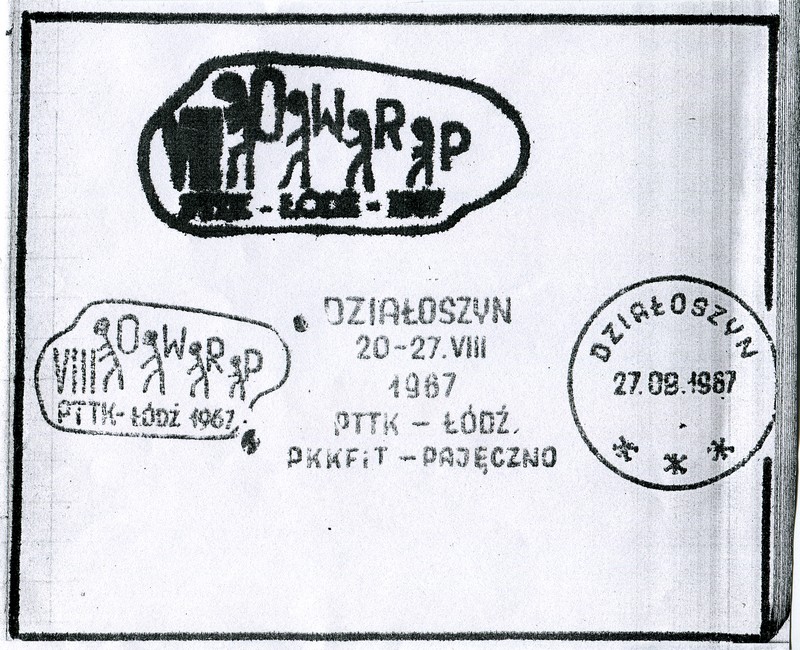 VIII OWRP
PTTK - ŁÓDŹ - 1967
VIII OWRP
PTTK - ŁÓDŹ 1967
DZIAŁOSZYN
20-27. VIII
1967
PTTK - ŁÓDŹ.
PKKFiT - PAJĘCZNO
DZIAŁOSZYN
27.08.1967
* * *